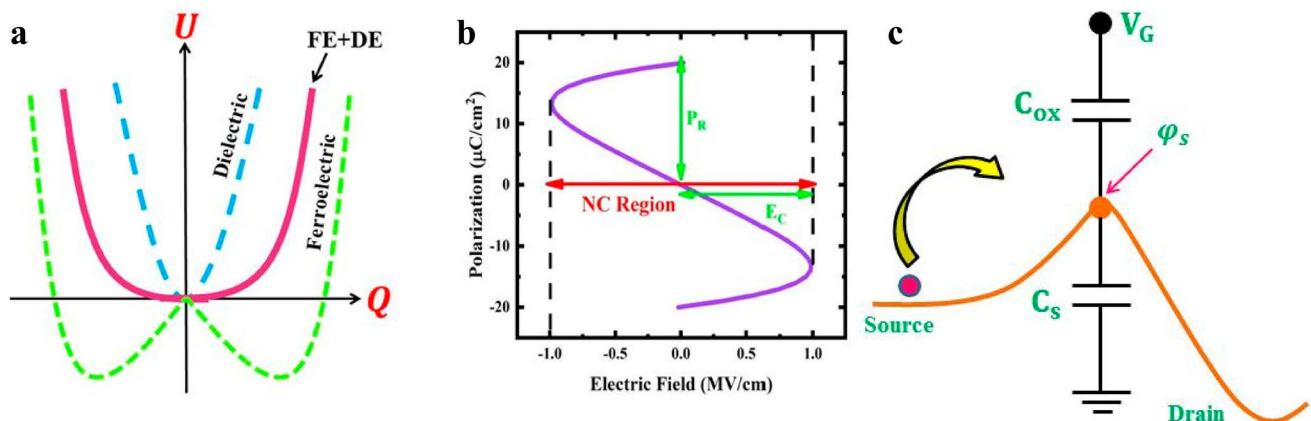 a
U
FE+DE
Dielectric
Ferroelectric
Q
b
Polarization (μC/cm²)
20
10
0
-10
-20
P_R
NC Region
E_C
-1.0
-0.5
0.0
0.5
1.0
Electric Field (MV/cm)
c
V_G
C_ox
φ_s
C_s
Source
Drain